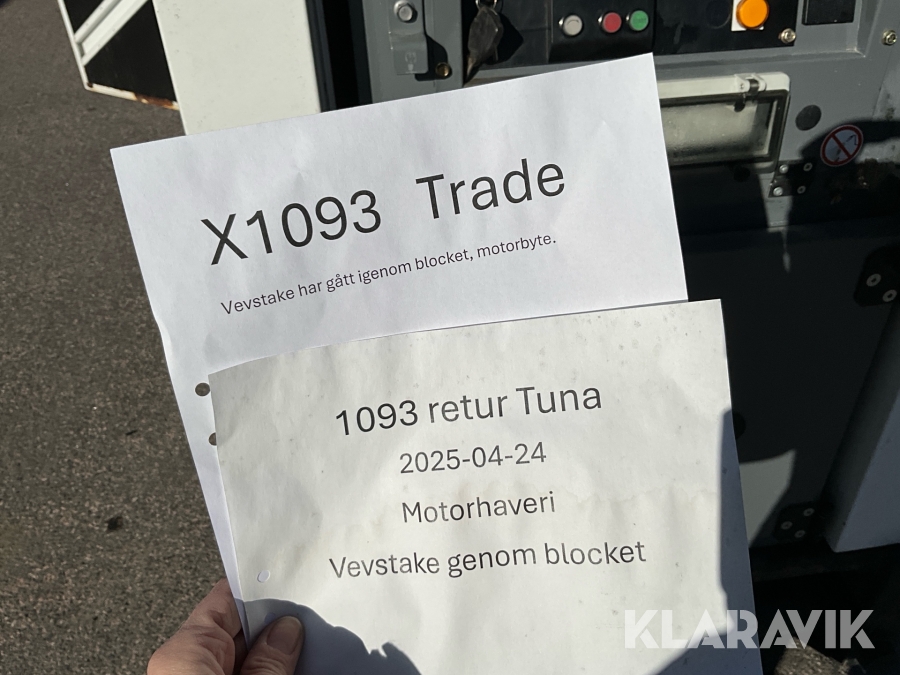 X1093 Trade
Vevstake har gått igenom blocket, motorbyte.
1093 retur Tuna
2025-04-24
Motorhaveri
Vevstake genom blocket
KLARAVIK